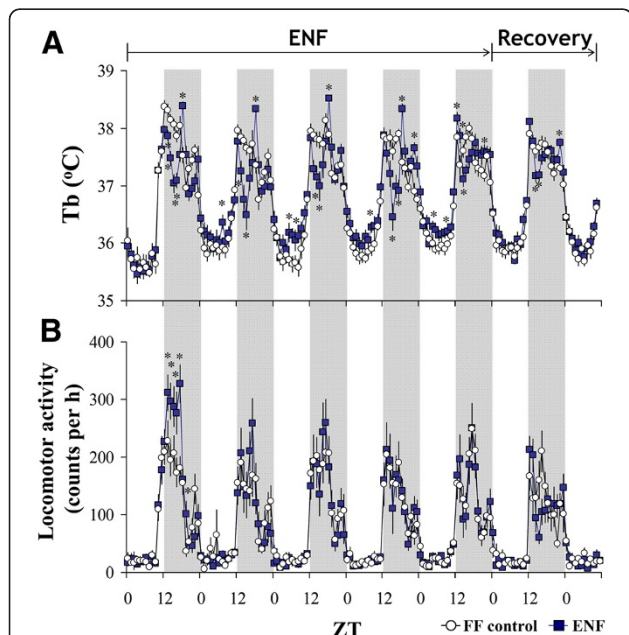 A
ENF
Recovery
39
38
37
36
35
Tb (°C)
* * * * * * * * * * * * * * * * * * * * * * * * * * * * * *
B
400
300
200
100
0
Locomotor activity
(counts per h)
* * * * *
0 12 0 12 0 12 0 12 0 12 0 12 0
ZT
FF control ENF